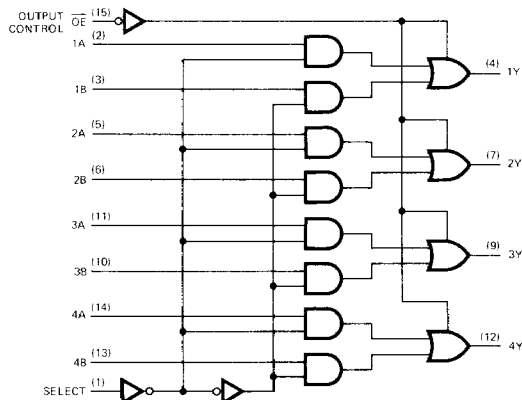 OUTPUT CONTROL OE (15)
1A (2)
(4) 1Y
1B (3)
2A (5)
(7) 2Y
2B (6)
3A (11)
(9) 3Y
3B (10)
4A (14)
(12) 4Y
4B (13)
SELECT (1)